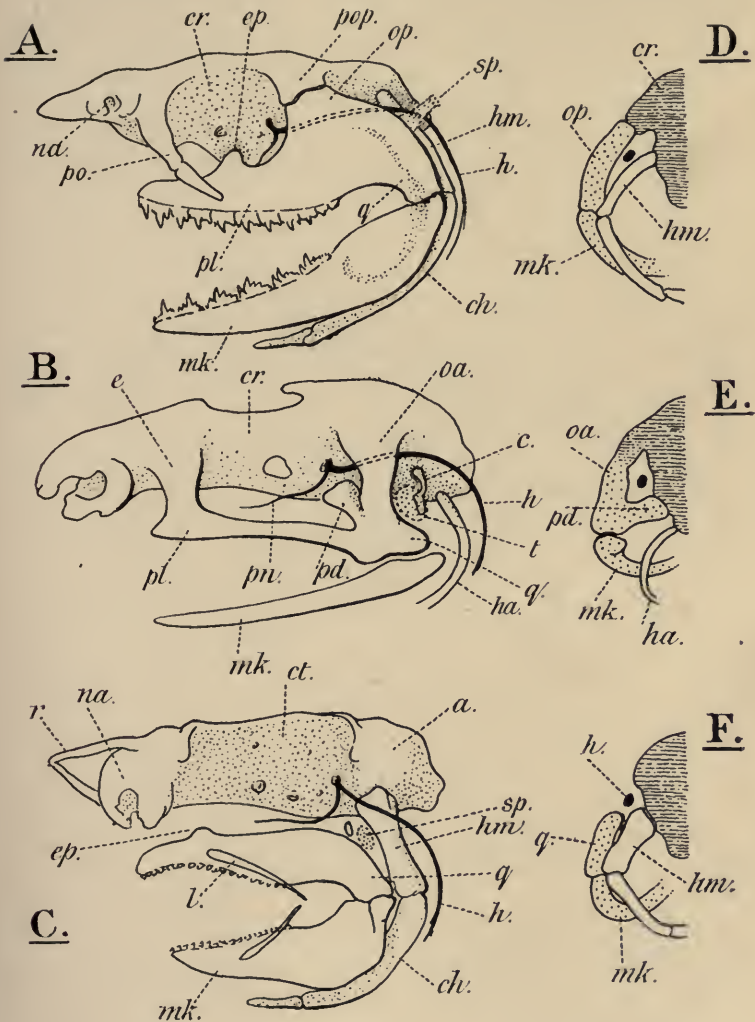 A.
cr.
ep.
pop.
op.
sp.
hm.
h.
na.
po.
q
pl.
mk.
ch.
D.
cr.
op.
hm.
mk.
B.
e.
cr.
oa.
c.
h
t
pl.
pn.
pd.
q.
ha.
mk.
E.
oa.
pd.
mk.
ha.
C.
r.
na.
ct.
a.
sp.
hm.
ep.
q
l.
h.
mk.
ch.
F.
h.
q.
hm.
mk.